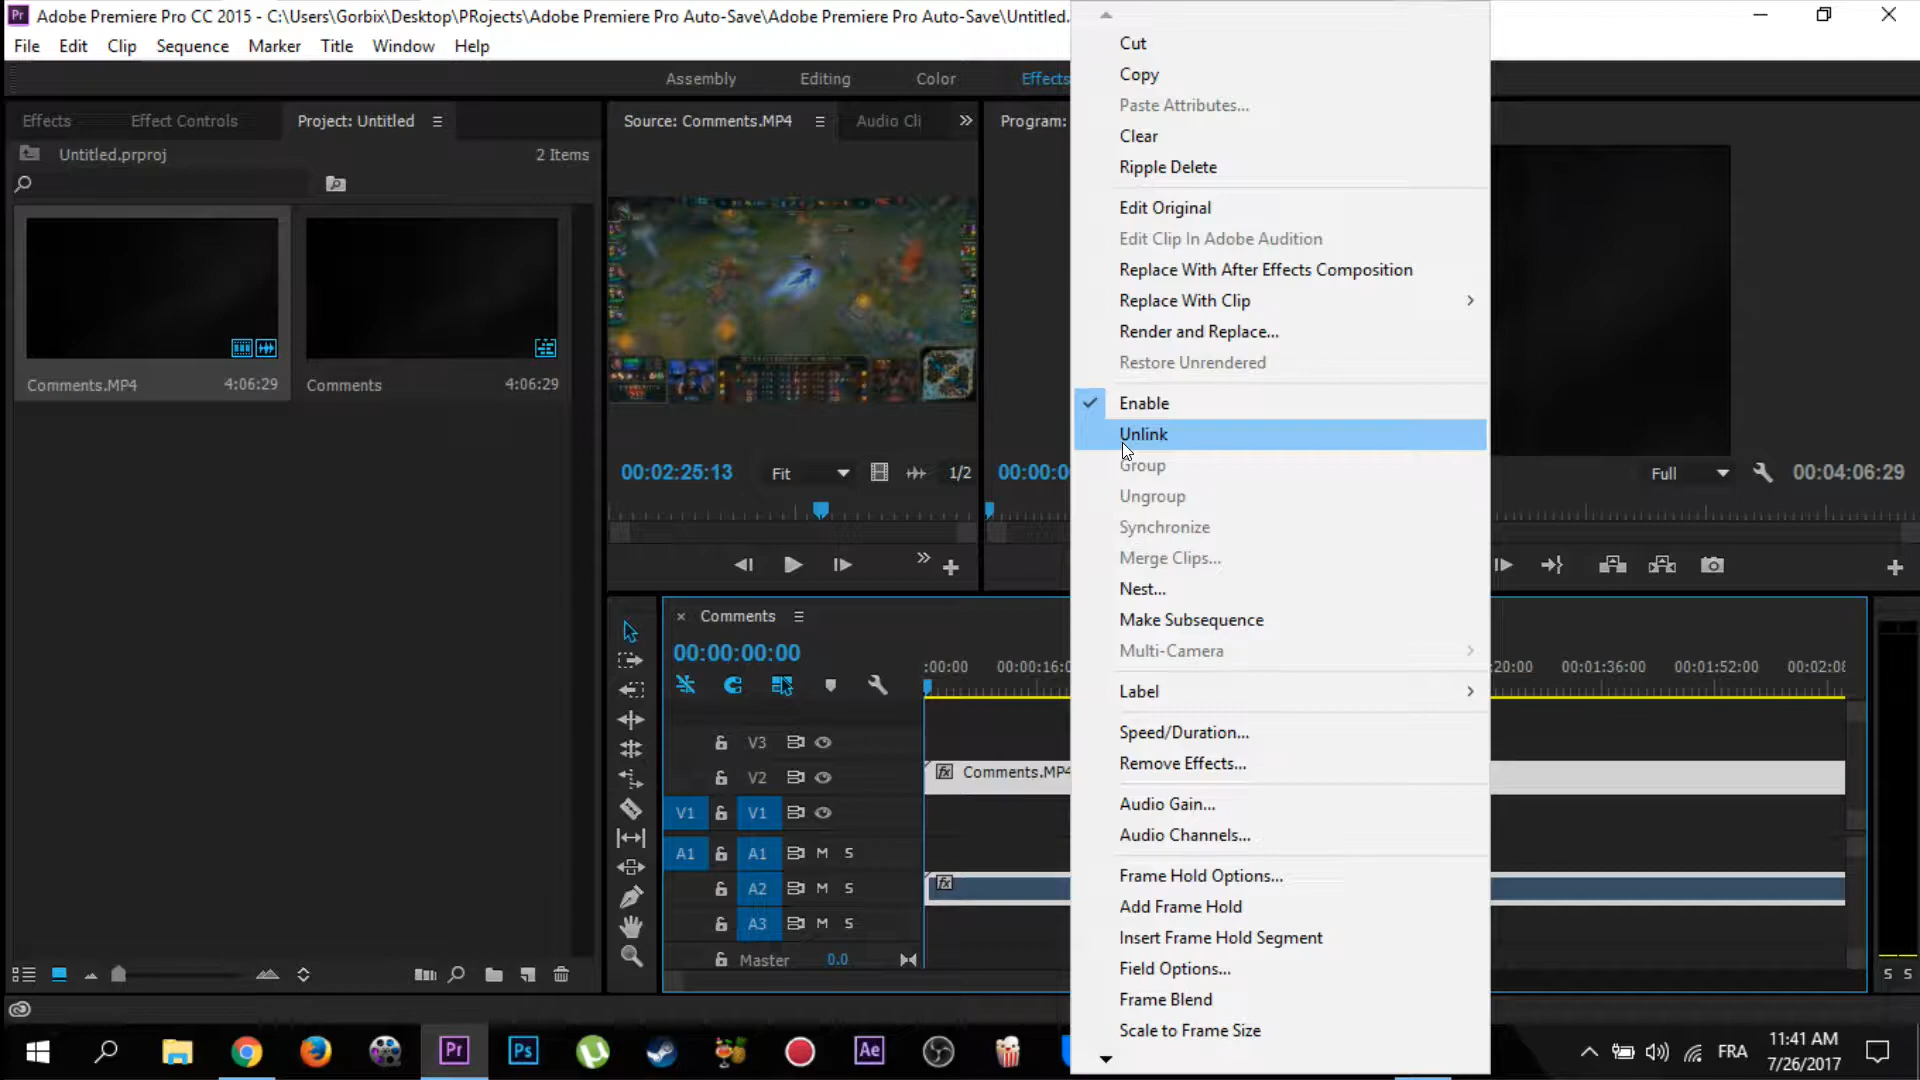 Adobe Premiere Pro CC 2015 - C:\Users\Gorbix\Desktop\PRojects\Adobe Premiere Pro Auto-Save\Adobe Premiere Pro Auto-Save\Untitled.
File Edit Clip Sequence Marker Title Window Help
Assembly Editing Color Effects
Effects Effect Controls Project: Untitled
Untitled.prproj 2 Items
Comments.MP4 4:06:29 Comments 4:06:29
Source: Comments.MP4 Audio Cli Program:
00:02:25:13 Fit 1/2 00:00:0
Full 00:04:06:29
Cut
Copy
Paste Attributes...
Clear
Ripple Delete
Edit Original
Edit Clip In Adobe Audition
Replace With After Effects Composition
Replace With Clip
Render and Replace...
Restore Unrendered
Enable
Unlink
Group
Ungroup
Synchronize
Merge Clips...
Nest...
Make Subsequence
Multi-Camera
Label
Speed/Duration...
Remove Effects...
Audio Gain...
Audio Channels...
Frame Hold Options...
Add Frame Hold
Insert Frame Hold Segment
Field Options...
Frame Blend
Scale to Frame Size
Comments
00:00:00:00
:00:00 00:00:16:0 :20:00 00:01:36:00 00:01:52:00 00:02:08
V3
V2 fx Comments.MP4
V1 V1
A1 A1 M S
A2 M S fx
A3 M S
Master 0.0
S S
Pr Ps Ae
FRA 11:41 AM
7/26/2017